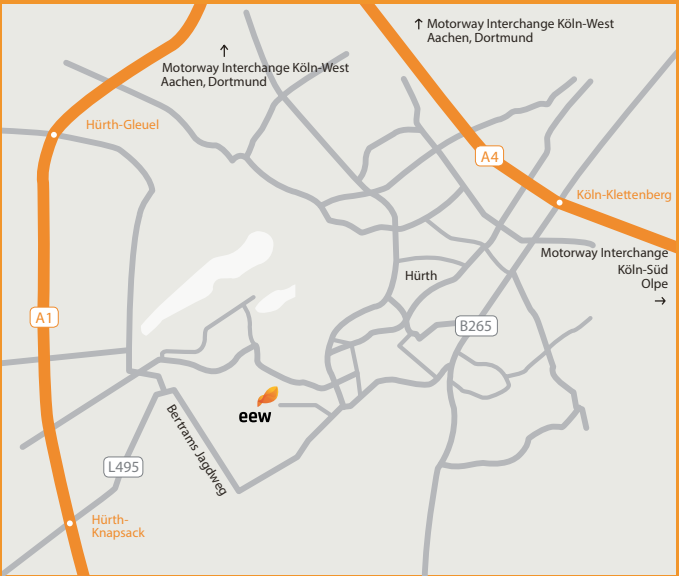 ↑ Motorway Interchange Köln-West
Aachen, Dortmund
↑
Motorway Interchange Köln-West
Aachen, Dortmund
Hürth-Gleuel
A4
Köln-Klettenberg
Motorway Interchange
Köln-Süd
Olpe
→
Hürth
A1
B265
eew
Bertrams Jagdweg
L495
Hürth-
Knapsack